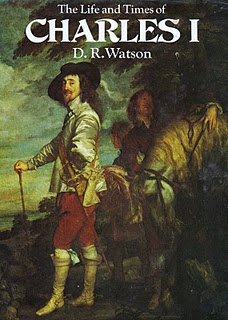 The Life and Times of
CHARLES I
D. R. Watson